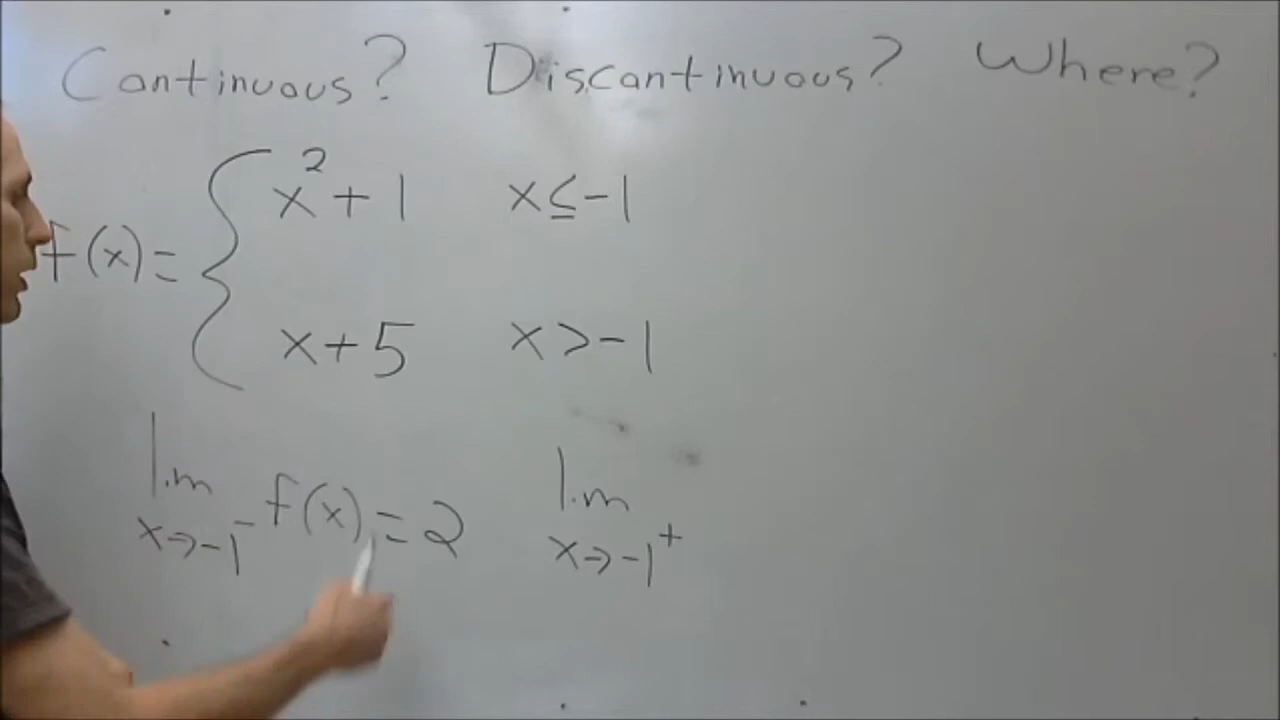 Continuous? Discontinuous? Where?
f(x)= { x²+1 x≤-1
x+5 x>-1
lim x→-1⁻ f(x)=2 lim x→-1⁺